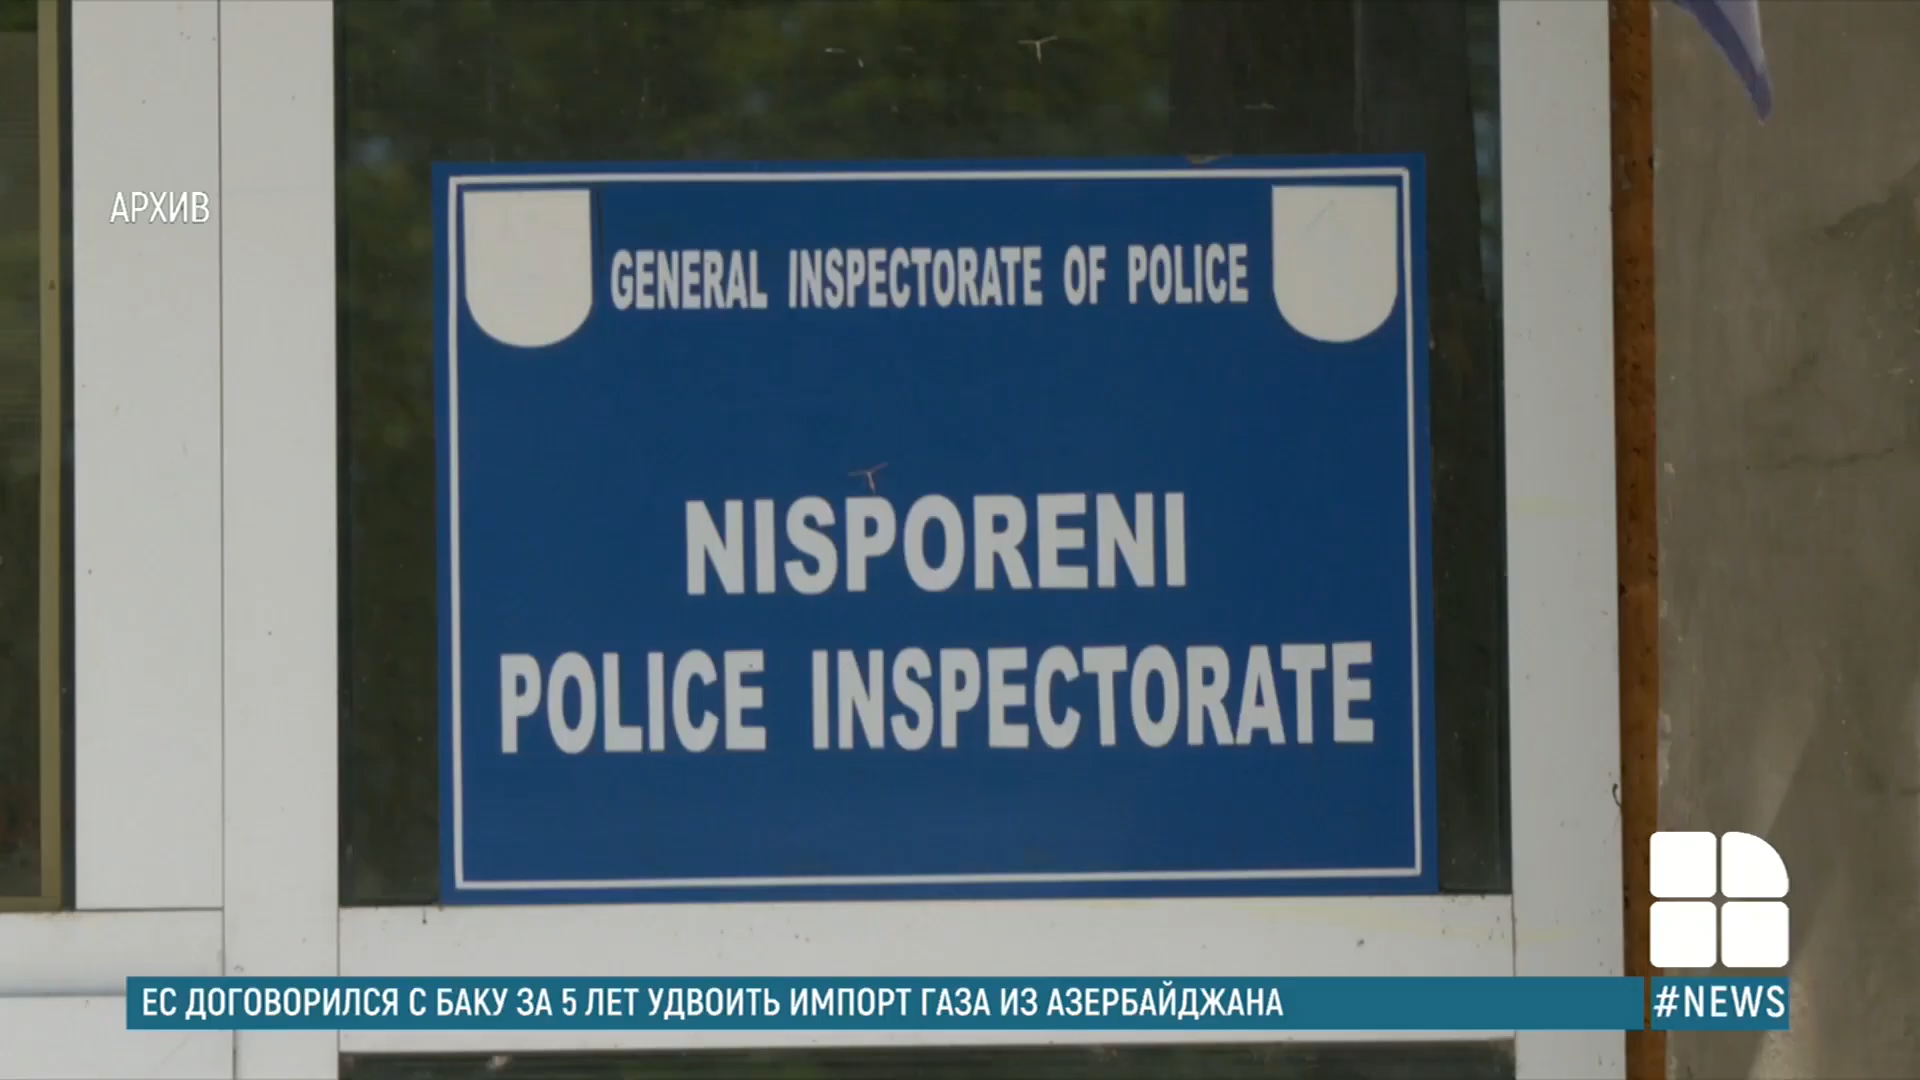 АРХИВ
GENERAL INSPECTORATE OF POLICE
NISPORENI
POLICE INSPECTORATE
ЕС ДОГОВОРИЛСЯ С БАКУ ЗА 5 ЛЕТ УДВОИТЬ ИМПОРТ ГАЗА ИЗ АЗЕРБАЙДЖАНА
#NEWS